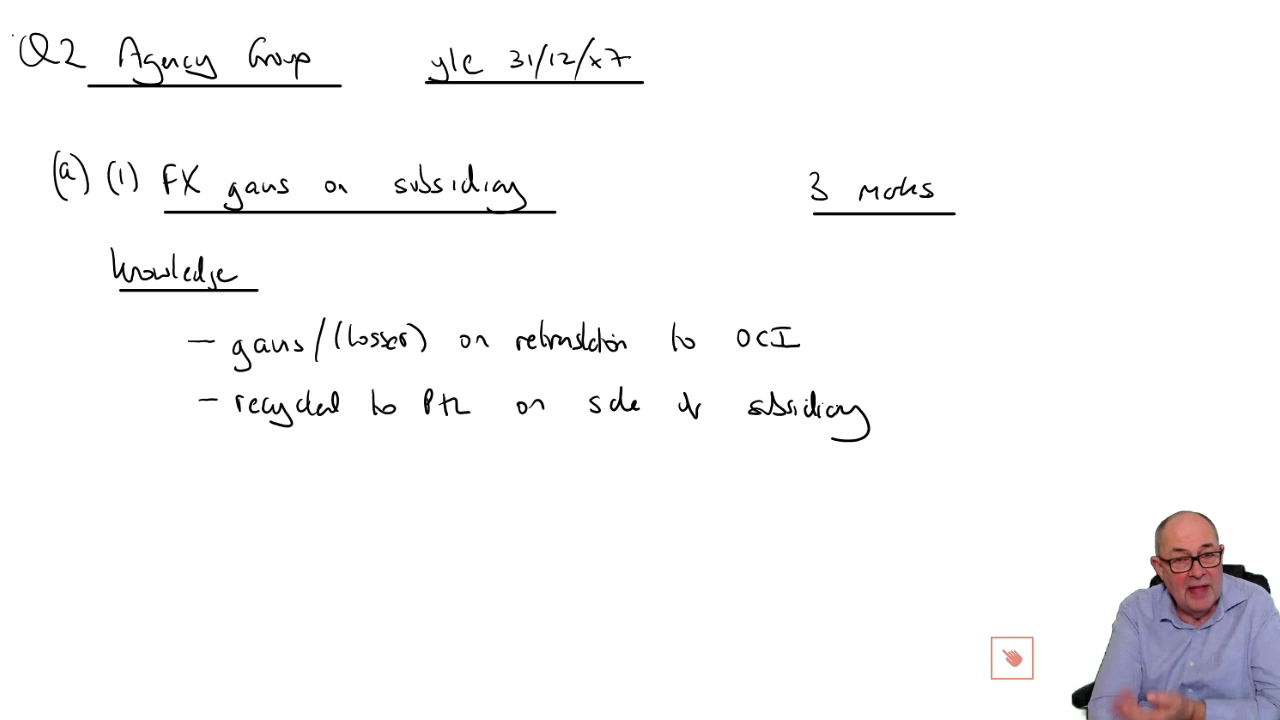 Q2 Agency Group y/e 31/12/x7
(a) (1) FX gains on subsidiary 3 marks
knowledge
- gains/(losses) on retranslation to OCI
- recycled to P+L on sale of subsidiary